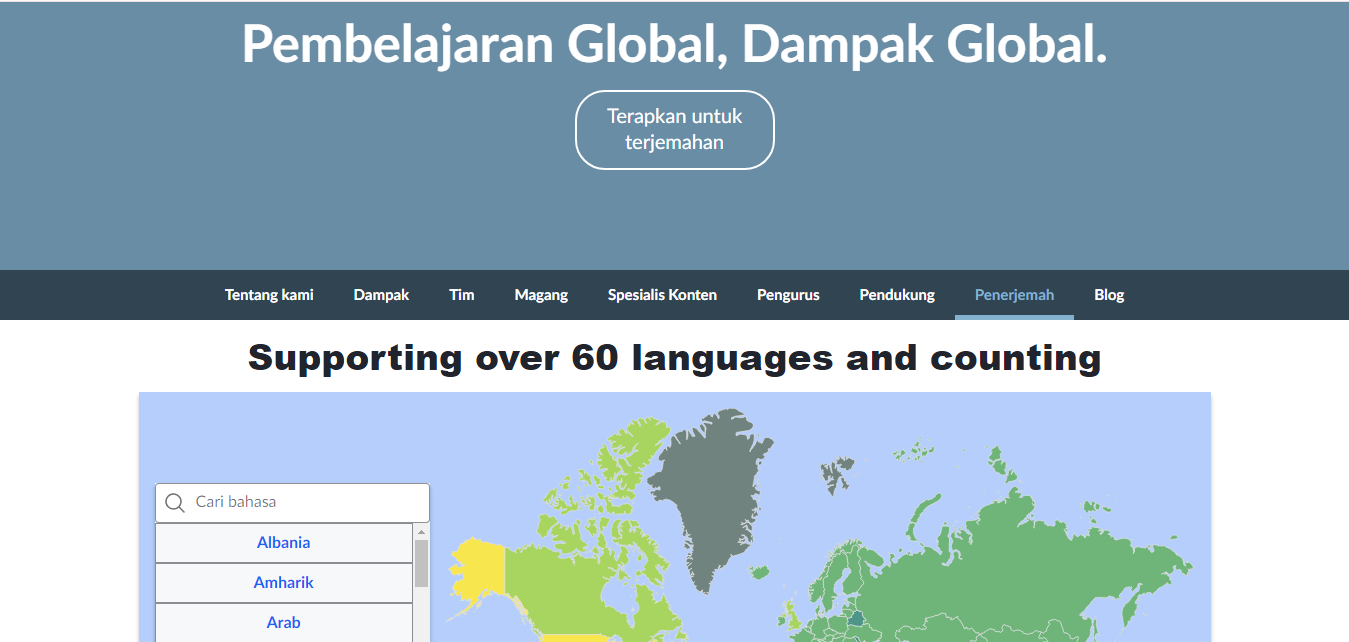 Pembelajaran Global, Dampak Global.
Terapkan untuk
terjemahan
Tentang kami Dampak Tim Magang Spesialis Konten Pengurus Pendukung Penerjemah Blog
Supporting over 60 languages and counting
Cari bahasa
Albania
Amharik
Arab